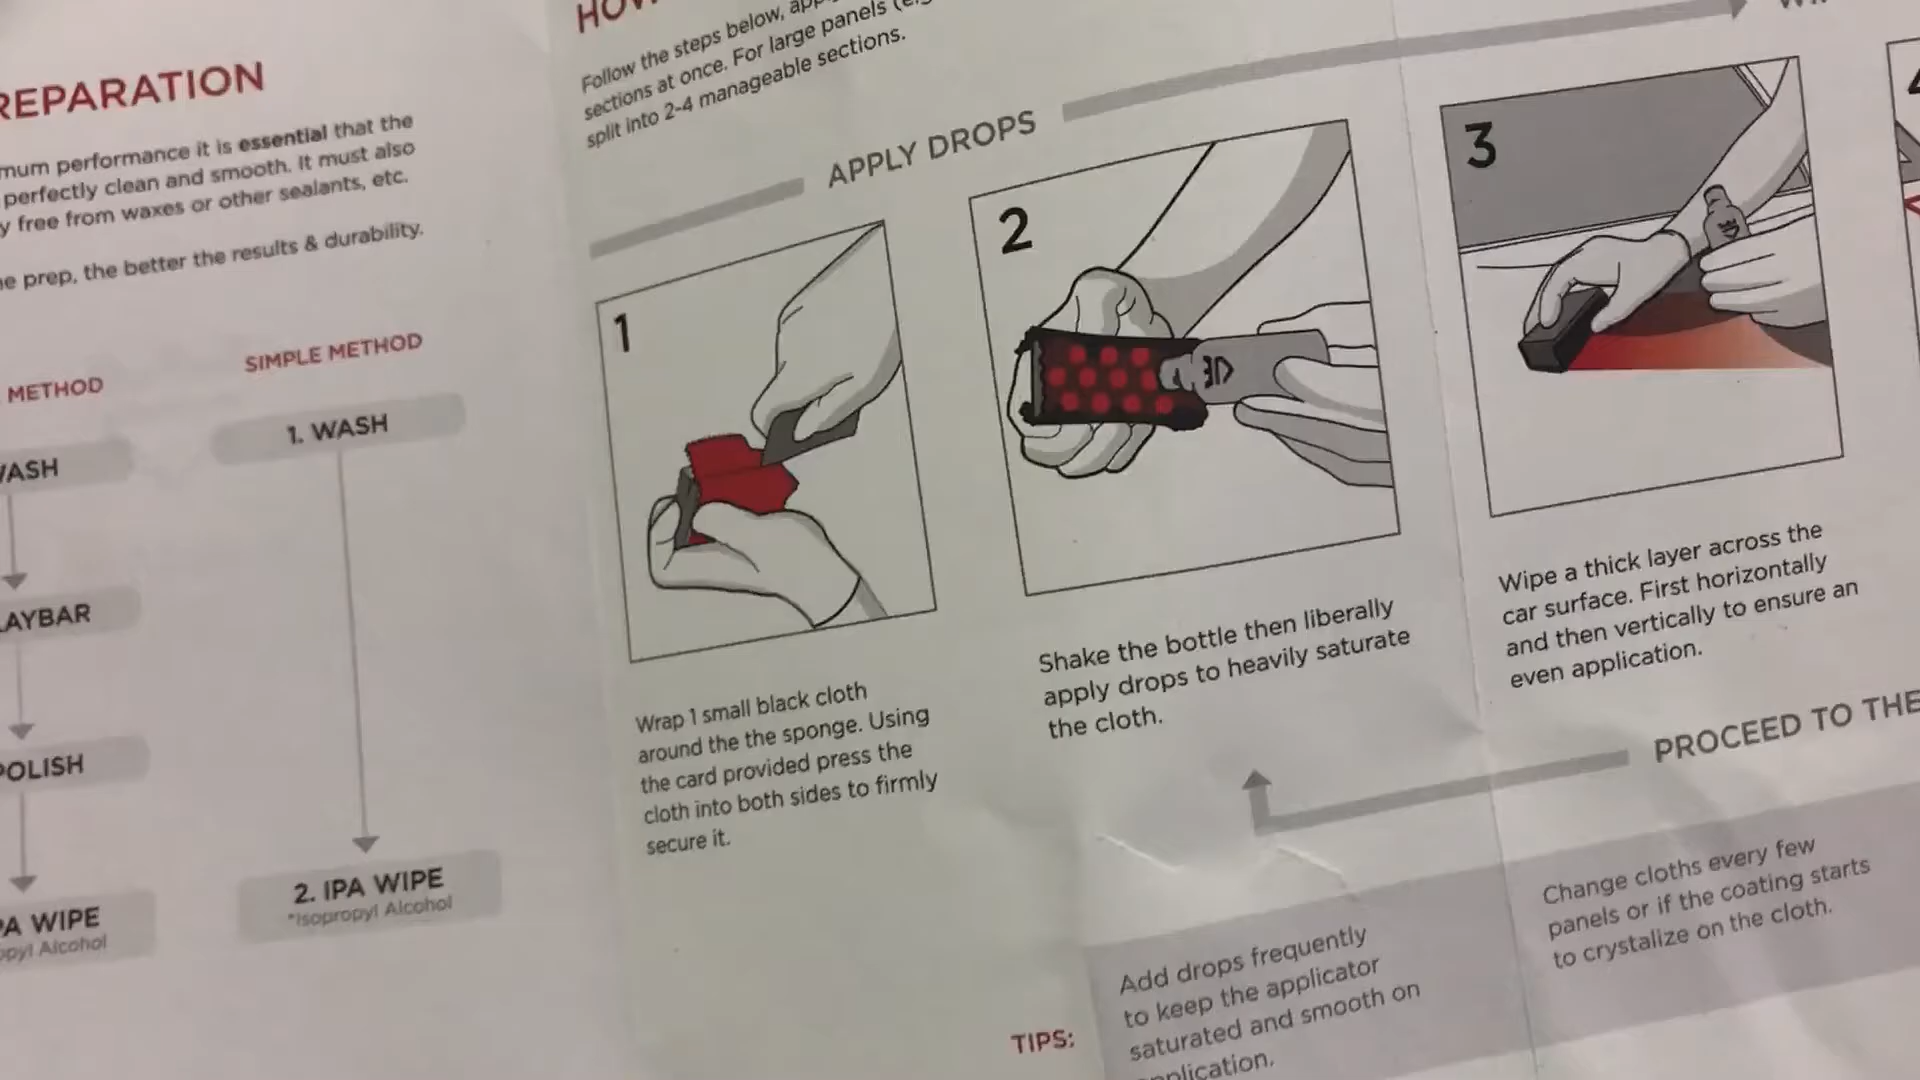 REPARATION
mum performance it is essential that the
perfectly clean and smooth. It must also
y free from waxes or other sealants, etc.
e prep, the better the results & durability.
METHOD
ASH
AYBAR
POLISH
PA WIPE
opyl Alcohol
SIMPLE METHOD
1. WASH
2. IPA WIPE
*Isopropyl Alcohol
Follow the steps below,
sections at once. For large panels
split into 2-4 manageable sections.
APPLY DROPS
1
Wrap 1 small black cloth
around the the sponge. Using
the card provided press the
cloth into both sides to firmly
secure it.
2
Shake the bottle then liberally
apply drops to heavily saturate
the cloth.
3
Wipe a thick layer across the
car surface. First horizontally
and then vertically to ensure an
even application.
PROCEED TO THE
TIPS:
Add drops frequently
to keep the applicator
saturated and smooth on
application.
Change cloths every few
panels or if the coating starts
to crystalize on the cloth.